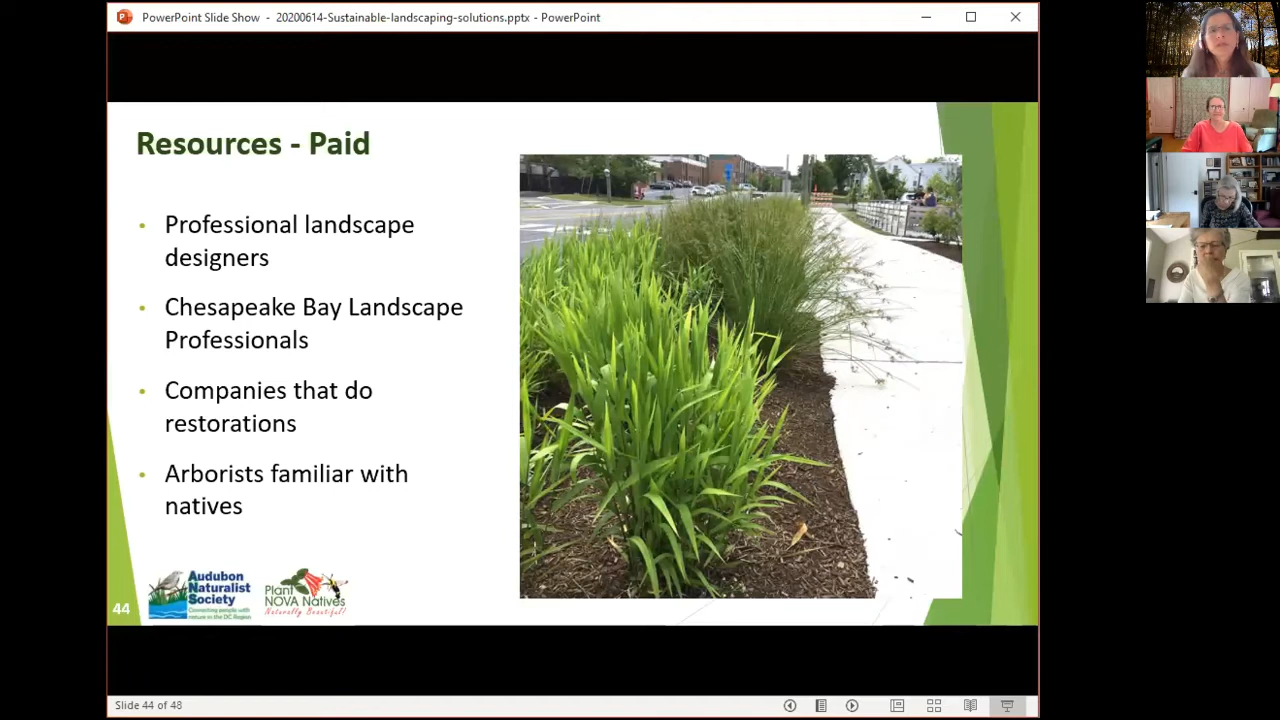 PowerPoint Slide Show - 20200614-Sustainable-landscaping-solutions.pptx - PowerPoint
Resources - Paid
• Professional landscape
designers
• Chesapeake Bay Landscape
Professionals
• Companies that do
restorations
• Arborists familiar with
natives
Audubon
Naturalist
Society
Connecting people with
nature in the DC Region
Plant
NOVA Natives
Naturally Beautiful!
44
Slide 44 of 48